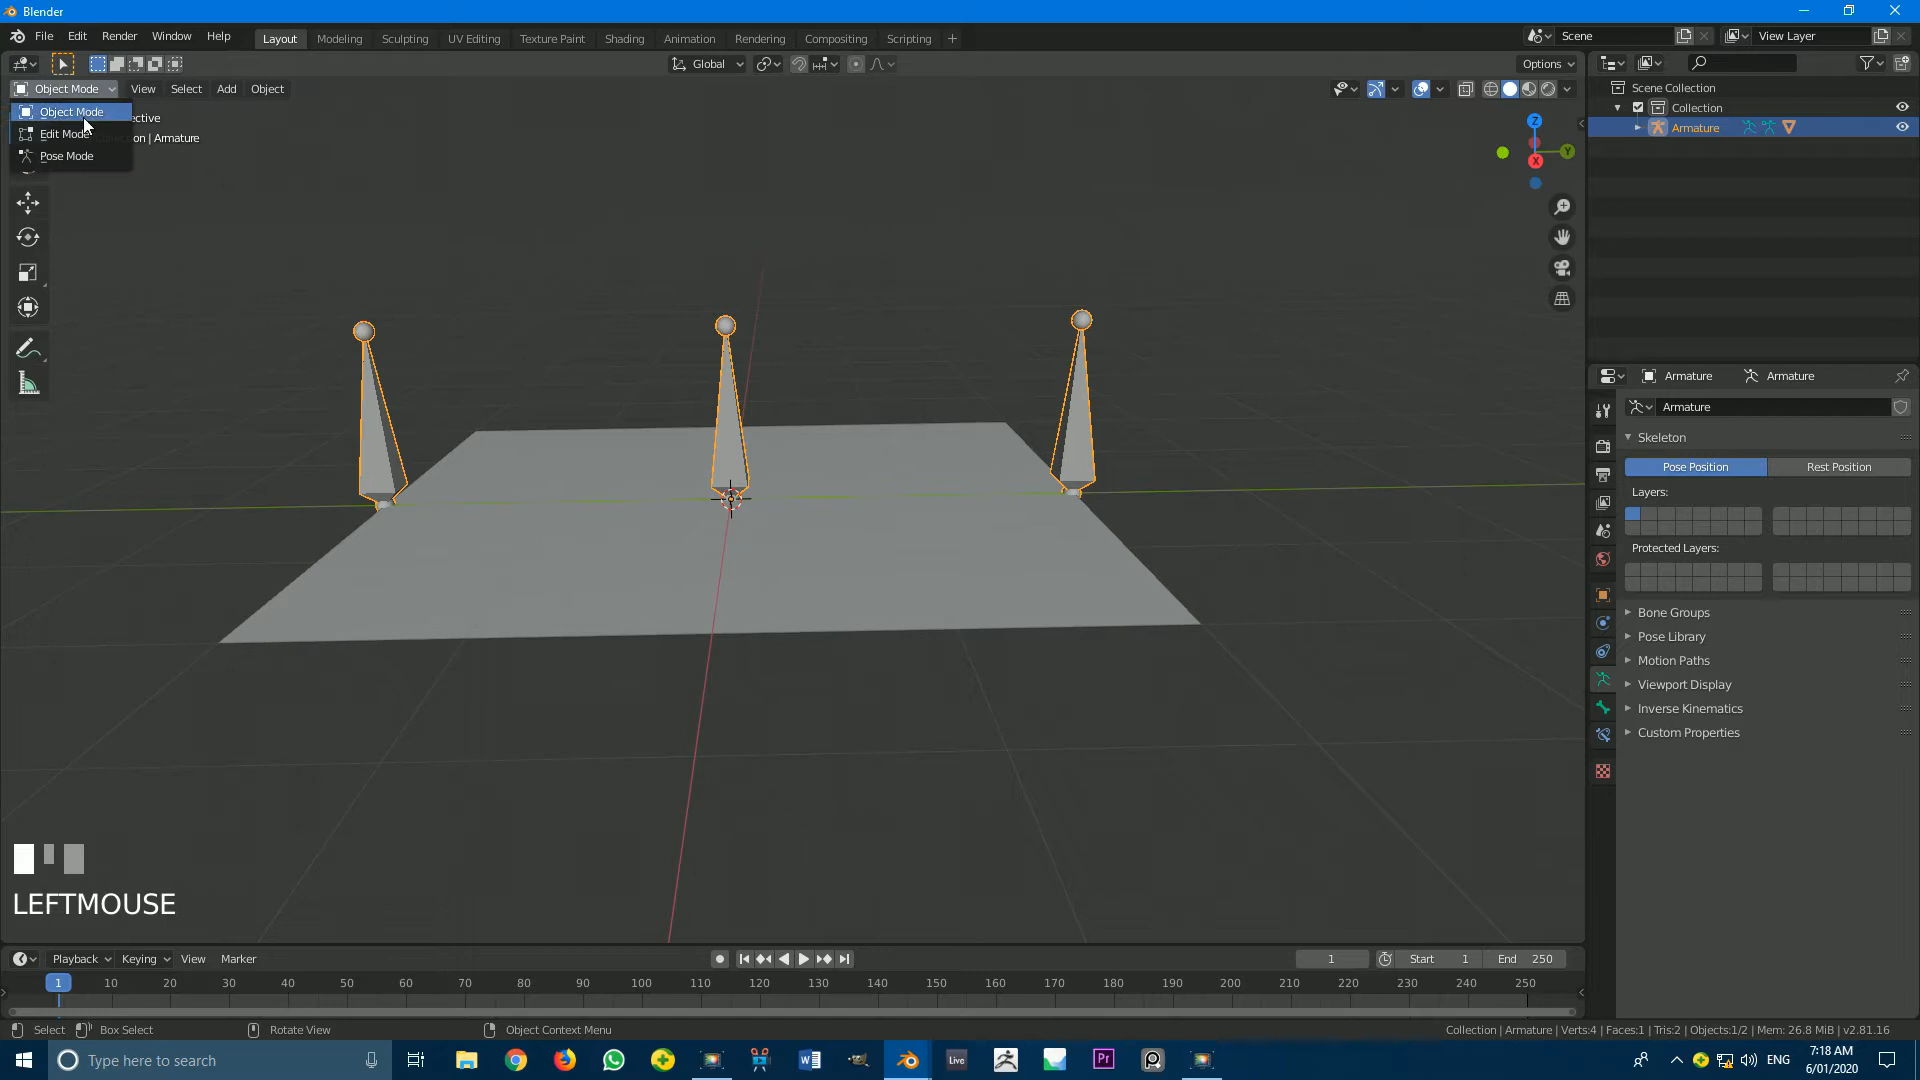 Blender
File Edit Render Window Help
Layout Modeling Sculpting UV Editing Texture Paint Shading Animation Rendering Compositing Scripting +
Scene
View Layer
Global
Options
Object Mode View Select Add Object
Object Mode
Edit Mode
Pose Mode
ective
on | Armature
Z
Y
X
Scene Collection
Collection
Armature
Armature Armature
Armature
Skeleton
Pose Position Rest Position
Layers:
Protected Layers:
Bone Groups
Pose Library
Motion Paths
Viewport Display
Inverse Kinematics
Custom Properties
LEFTMOUSE
Playback Keying View Marker
1 Start 1 End 250
1 10 20 30 40 50 60 70 80 90 100 110 120 130 140 150 160 170 180 190 200 210 220 230 240 250
Select Box Select Rotate View Object Context Menu
Collection | Armature | Verts:4 | Faces:1 | Tris:2 | Objects:1/2 | Mem: 26.8 MiB | v2.81.16
Type here to search
W
Live
Pr
ENG
7:18 AM
6/01/2020